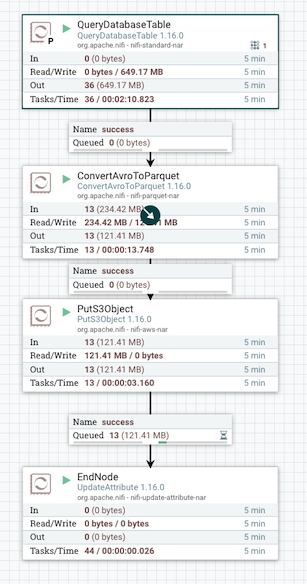 QueryDatabaseTable
QueryDatabaseTable 1.16.0
org.apache.nifi - nifi-standard-nar
P
1
In 0 (0 bytes) 5 min
Read/Write 0 bytes / 649.17 MB 5 min
Out 36 (649.17 MB) 5 min
Tasks/Time 36 / 00:02:10.823 5 min
Name success
Queued 0 (0 bytes)
ConvertAvroToParquet
ConvertAvroToParquet 1.16.0
org.apache.nifi - nifi-parquet-nar
In 13 (234.42 MB) 5 min
Read/Write 234.42 MB / MB 5 min
Out 13 (121.41 MB) 5 min
Tasks/Time 13 / 00:00:13.748 5 min
Name success
Queued 0 (0 bytes)
PutS3Object
PutS3Object 1.16.0
org.apache.nifi - nifi-aws-nar
In 13 (121.41 MB) 5 min
Read/Write 121.41 MB / 0 bytes 5 min
Out 13 (121.41 MB) 5 min
Tasks/Time 13 / 00:00:03.160 5 min
Name success
Queued 13 (121.41 MB)
EndNode
UpdateAttribute 1.16.0
org.apache.nifi - nifi-update-attribute-nar
In 0 (0 bytes) 5 min
Read/Write 0 bytes / 0 bytes 5 min
Out 0 (0 bytes) 5 min
Tasks/Time 44 / 00:00:00.026 5 min